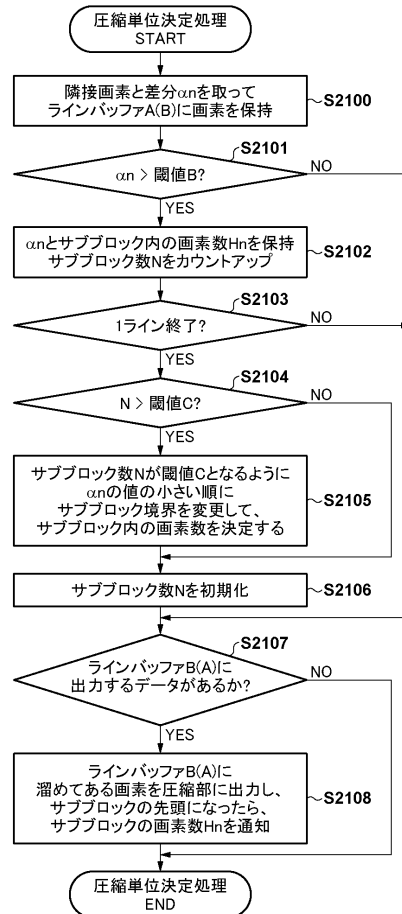 圧縮単位決定処理
START
隣接画素と差分αnを取って
ラインバッファA(B)に画素を保持
S2100
S2101
αn > 閾値B?
NO
YES
αnとサブブロック内の画素数Hnを保持
サブブロック数Nをカウントアップ
S2102
S2103
1ライン終了?
NO
YES
S2104
N > 閾値C?
NO
YES
サブブロック数Nが閾値Cとなるように
αnの値の小さい順に
サブブロック境界を変更して、
サブブロック内の画素数を決定する
S2105
サブブロック数Nを初期化
S2106
S2107
ラインバッファB(A)に
出力するデータがあるか?
NO
YES
ラインバッファB(A)に
溜めてある画素を圧縮部に出力し、
サブブロックの先頭になったら、
サブブロックの画素数Hnを通知
S2108
圧縮単位決定処理
END